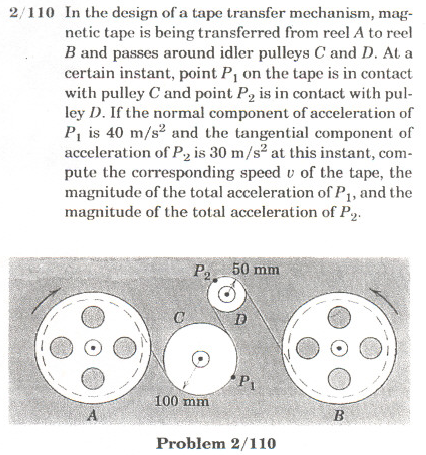 2/110 In the design of a tape transfer mechanism, mag-
netic tape is being transferred from reel A to reel
B and passes around idler pulleys C and D. At a
certain instant, point P₁ on the tape is in contact
with pulley C and point P₂ is in contact with pul-
ley D. If the normal component of acceleration of
P₁ is 40 m/s² and the tangential component of
acceleration of P₂ is 30 m/s² at this instant, com-
pute the corresponding speed v of the tape, the
magnitude of the total acceleration of P₁, and the
magnitude of the total acceleration of P₂.
P₂ 50 mm
C D
P₁
100 mm
A B
Problem 2/110